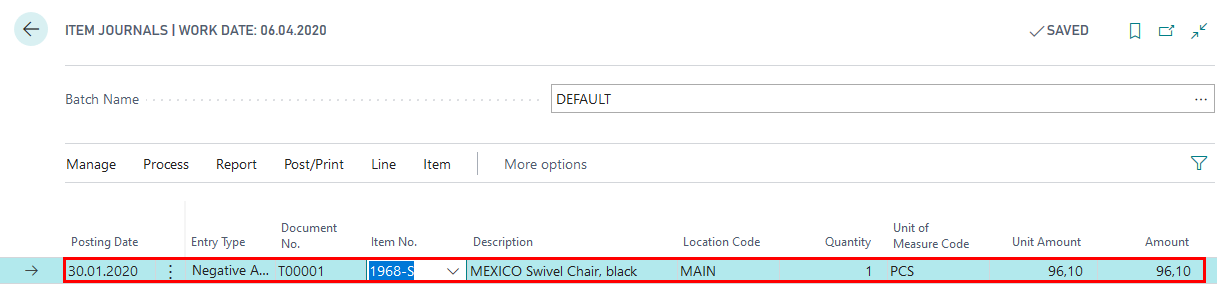 ITEM JOURNALS | WORK DATE: 06.04.2020
SAVED
Batch Name
DEFAULT
...
Manage Process Report Post/Print Line Item More options
Posting Date Entry Type Document No. Item No. Description Location Code Quantity Unit of Measure Code Unit Amount Amount
30.01.2020 Negative A... T00001 1968-S MEXICO Swivel Chair, black MAIN 1 PCS 96,10 96,10